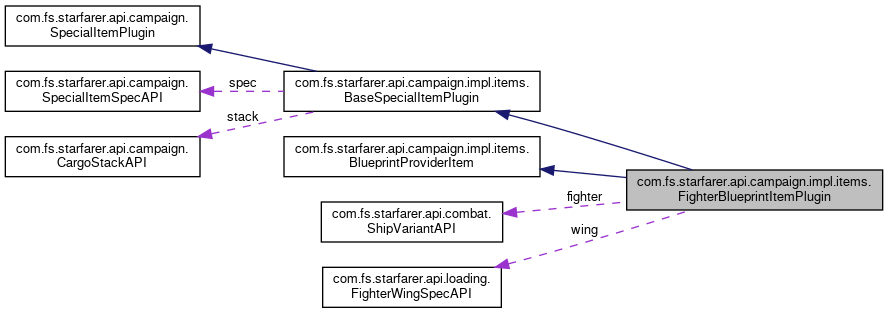 com.fs.starfarer.api.campaign.
SpecialItemPlugin
com.fs.starfarer.api.campaign.
SpecialItemSpecAPI
spec
com.fs.starfarer.api.campaign.impl.items.
BaseSpecialItemPlugin
stack
com.fs.starfarer.api.campaign.
CargoStackAPI
com.fs.starfarer.api.campaign.impl.items.
BlueprintProviderItem
com.fs.starfarer.api.campaign.impl.items.
FighterBlueprintItemPlugin
fighter
com.fs.starfarer.api.combat.
ShipVariantAPI
wing
com.fs.starfarer.api.loading.
FighterWingSpecAPI